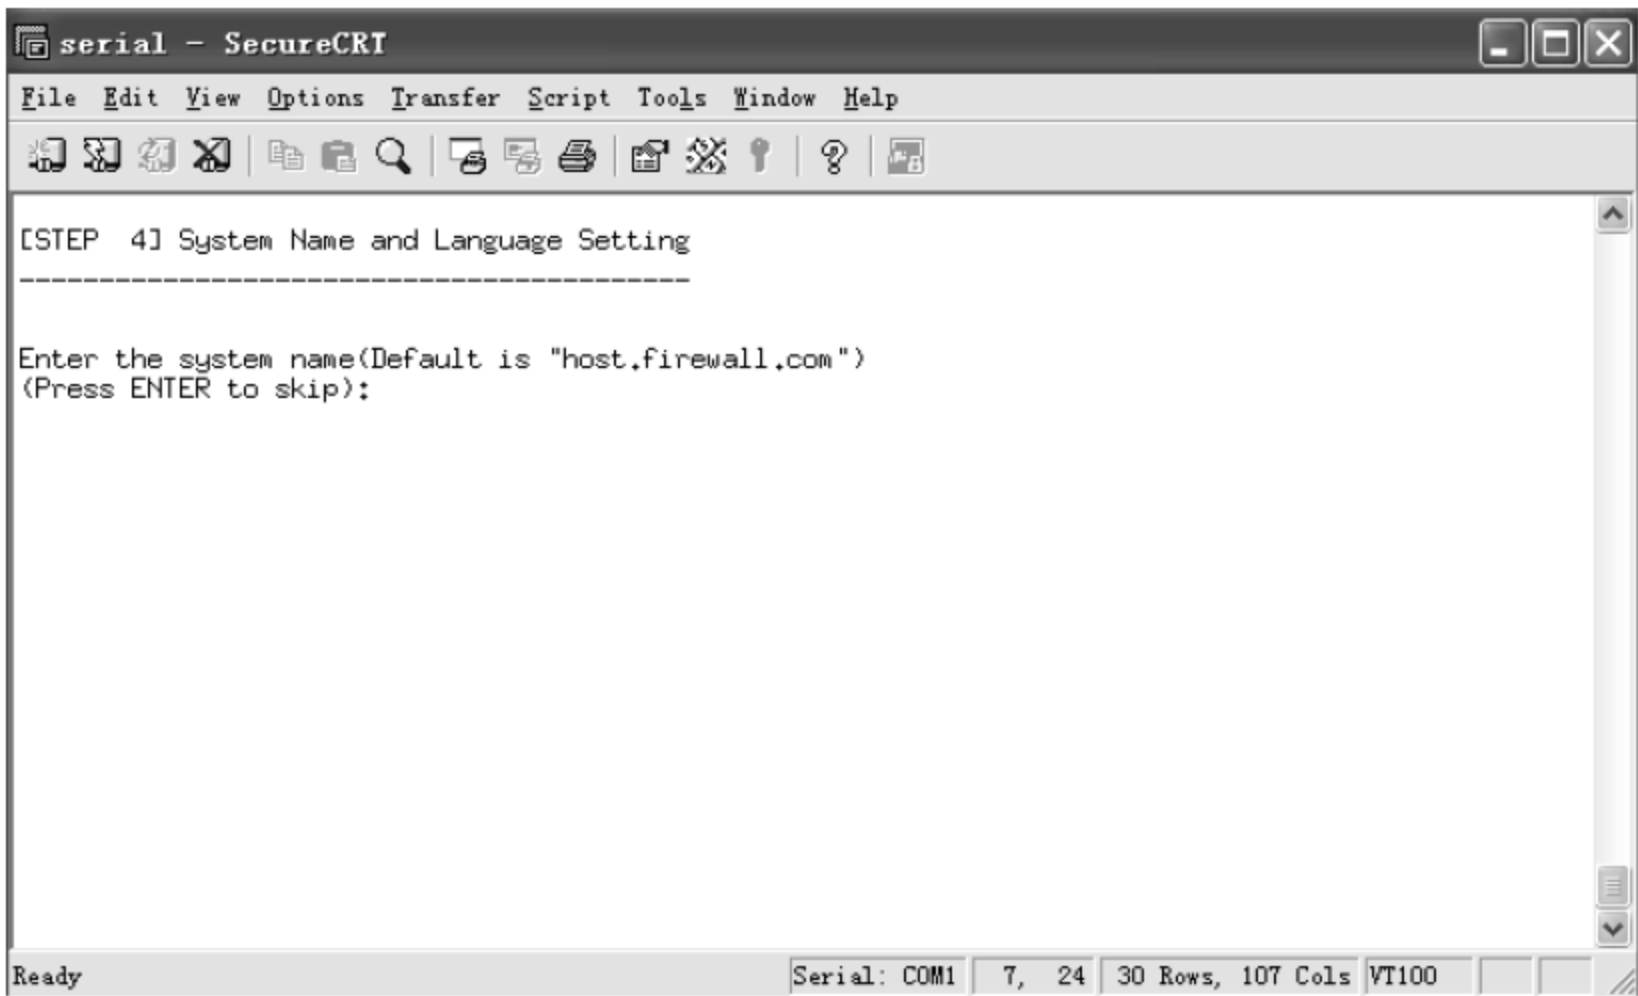 serial - SecureCRT
File Edit View Options Transfer Script Tools Window Help
[STEP  4] System Name and Language Setting
-------------------------------------------
Enter the system name(Default is "host.firewall.com")
(Press ENTER to skip):
Ready Serial: COM1 7, 24 30 Rows, 107 Cols VT100